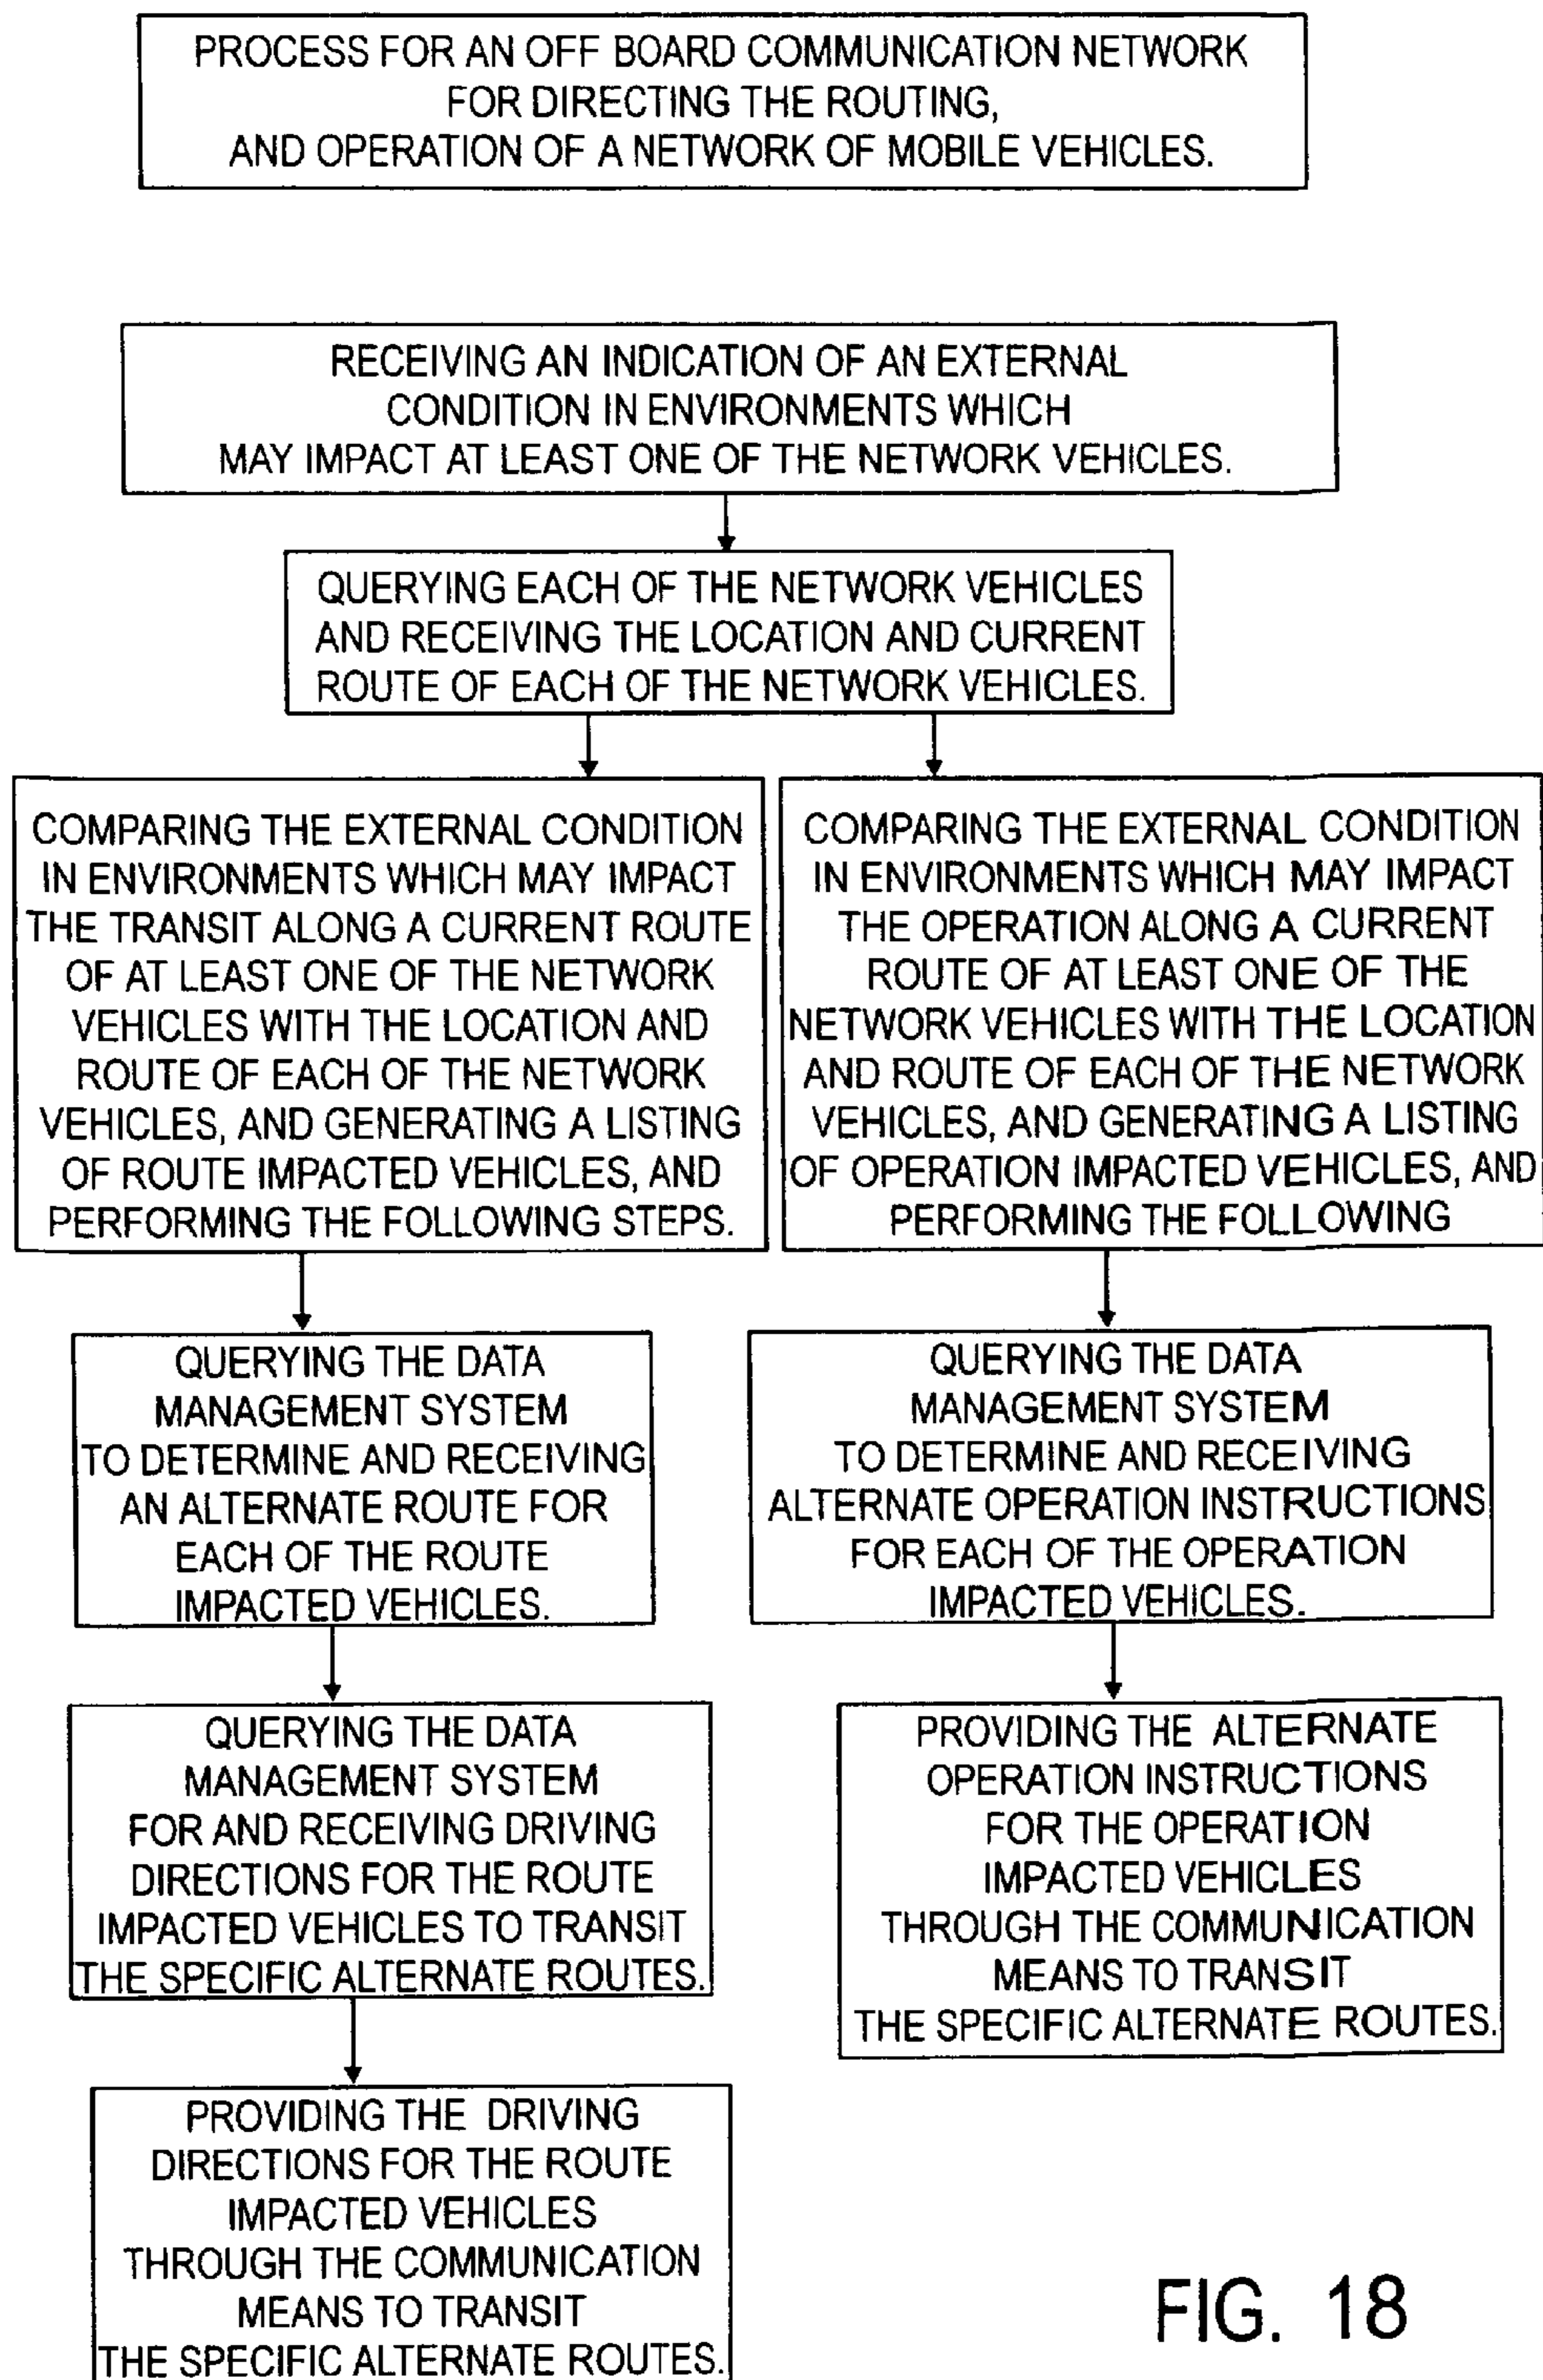 PROCESS FOR AN OFF BOARD COMMUNICATION NETWORK
FOR DIRECTING THE ROUTING,
AND OPERATION OF A NETWORK OF MOBILE VEHICLES.
RECEIVING AN INDICATION OF AN EXTERNAL
CONDITION IN ENVIRONMENTS WHICH
MAY IMPACT AT LEAST ONE OF THE NETWORK VEHICLES.
QUERYING EACH OF THE NETWORK VEHICLES
AND RECEIVING THE LOCATION AND CURRENT
ROUTE OF EACH OF THE NETWORK VEHICLES.
COMPARING THE EXTERNAL CONDITION
IN ENVIRONMENTS WHICH MAY IMPACT
THE TRANSIT ALONG A CURRENT ROUTE
OF AT LEAST ONE OF THE NETWORK
VEHICLES WITH THE LOCATION AND
ROUTE OF EACH OF THE NETWORK
VEHICLES, AND GENERATING A LISTING
OF ROUTE IMPACTED VEHICLES, AND
PERFORMING THE FOLLOWING STEPS.
COMPARING THE EXTERNAL CONDITION
IN ENVIRONMENTS WHICH MAY IMPACT
THE OPERATION ALONG A CURRENT
ROUTE OF AT LEAST ONE OF THE
NETWORK VEHICLES WITH THE LOCATION
AND ROUTE OF EACH OF THE NETWORK
VEHICLES, AND GENERATING A LISTING
OF OPERATION IMPACTED VEHICLES, AND
PERFORMING THE FOLLOWING
QUERYING THE DATA
MANAGEMENT SYSTEM
TO DETERMINE AND RECEIVING
AN ALTERNATE ROUTE FOR
EACH OF THE ROUTE
IMPACTED VEHICLES.
QUERYING THE DATA
MANAGEMENT SYSTEM
TO DETERMINE AND RECEIVING
ALTERNATE OPERATION INSTRUCTIONS
FOR EACH OF THE OPERATION
IMPACTED VEHICLES.
QUERYING THE DATA
MANAGEMENT SYSTEM
FOR AND RECEIVING DRIVING
DIRECTIONS FOR THE ROUTE
IMPACTED VEHICLES TO TRANSIT
THE SPECIFIC ALTERNATE ROUTES.
PROVIDING THE ALTERNATE
OPERATION INSTRUCTIONS
FOR THE OPERATION
IMPACTED VEHICLES
THROUGH THE COMMUNICATION
MEANS TO TRANSIT
THE SPECIFIC ALTERNATE ROUTES.
PROVIDING THE DRIVING
DIRECTIONS FOR THE ROUTE
IMPACTED VEHICLES
THROUGH THE COMMUNICATION
MEANS TO TRANSIT
THE SPECIFIC ALTERNATE ROUTES.
FIG. 18